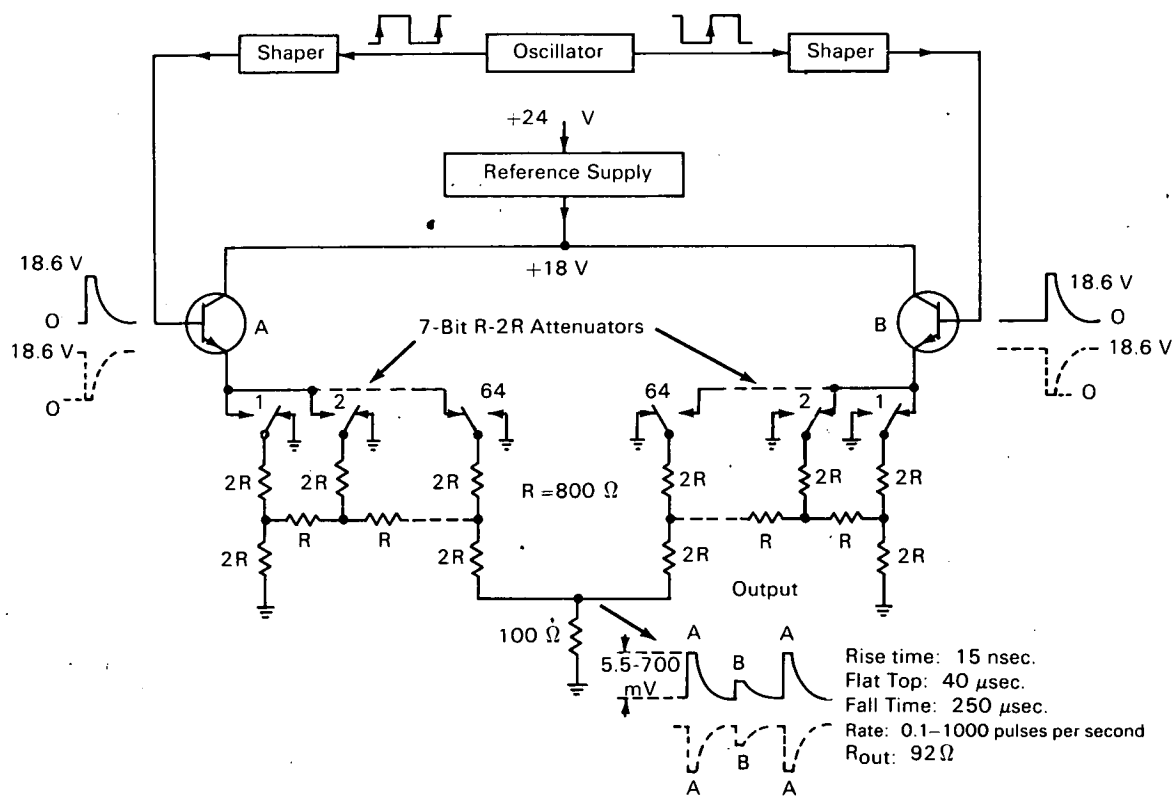 Shaper
Oscillator
Shaper
+24 V
Reference Supply
+18 V
18.6 V
O
A
7-Bit R-2R Attenuators
B
18.6 V
O
18.6 V
O
18.6 V
O
1
2
64
64
2
1
2R
2R
2R
R = 800 Ω
2R
2R
2R
R
R
R
R
2R
2R
2R
2R
Output
100 Ω
5.5-700
mV
A
B
A
A
B
A
Rise time: 15 nsec.
Flat Top: 40 μsec.
Fall Time: 250 μsec.
Rate: 0.1–1000 pulses per second
Rout: 92Ω